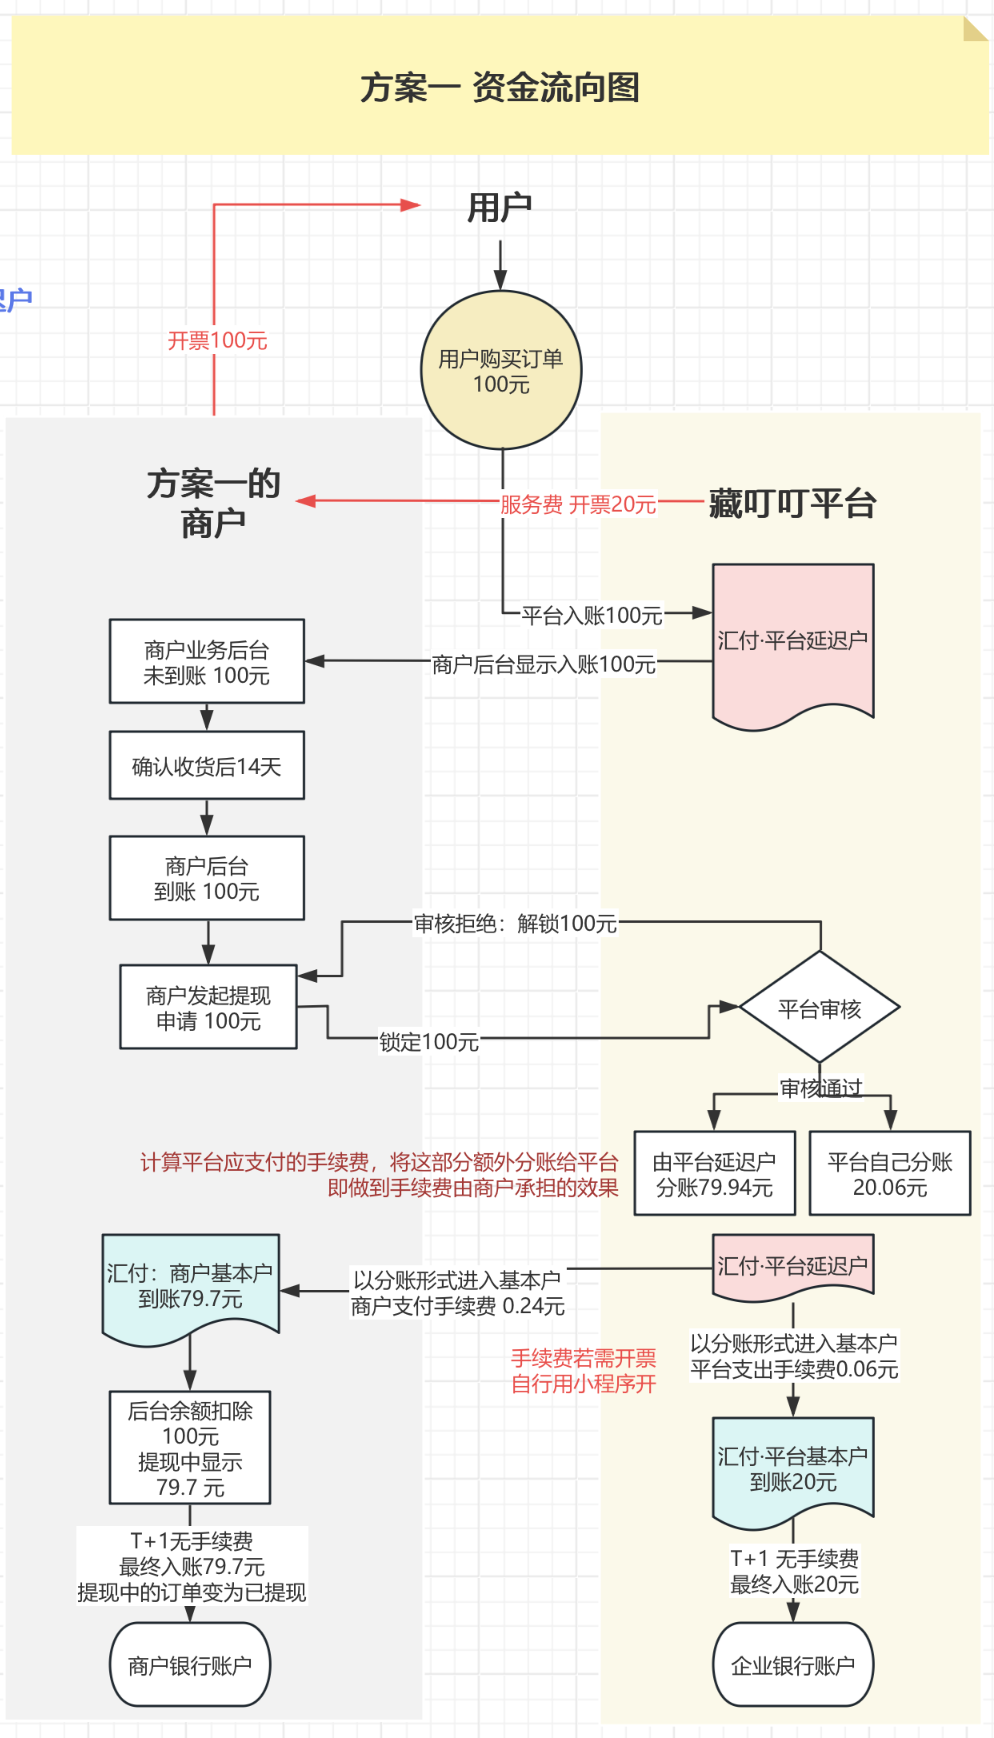 方案一 资金流向图
用户
开票100元
用户购买订单
100元
方案一的
商户
服务费 开票20元
藏叮叮平台
平台入账100元
汇付·平台延迟户
商户后台显示入账100元
商户业务后台
未到账 100元
确认收货后14天
商户后台
到账 100元
审核拒绝：解锁100元
商户发起提现
申请 100元
锁定100元
平台审核
审核通过
由平台延迟户
分账79.94元
平台自己分账
20.06元
计算平台应支付的手续费，将这部分额外分账给平台
即做到手续费由商户承担的效果
汇付：商户基本户
到账79.7元
以分账形式进入基本户
商户支付手续费 0.24元
汇付·平台延迟户
以分账形式进入基本户
平台支出手续费0.06元
手续费若需开票
自行用小程序开
后台余额扣除
100元
提现中显示
79.7 元
汇付·平台基本户
到账20元
T+1无手续费
最终入账79.7元
提现中的订单变为已提现
T+1 无手续费
最终入账20元
商户银行账户
企业银行账户